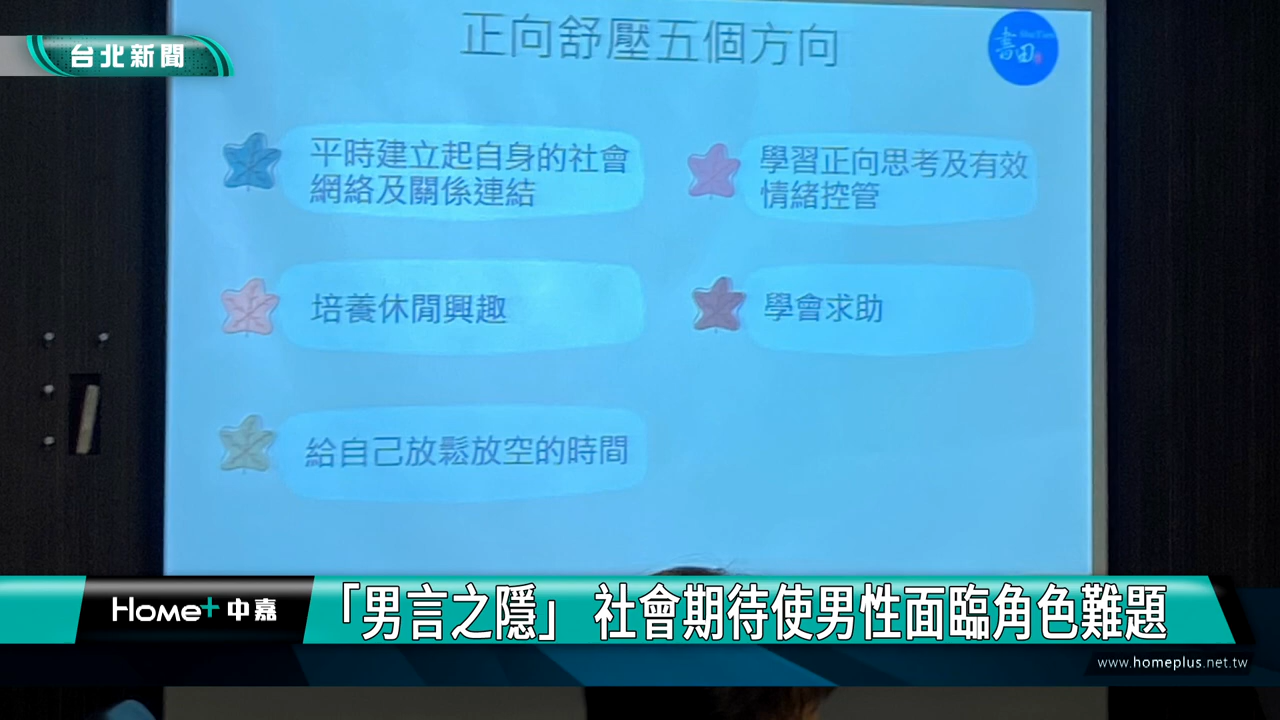 台北新聞
正向舒壓五個方向
書田
平時建立起自身的社會
網絡及關係連結
學習正向思考及有效
情緒控管
培養休閒興趣
學會求助
給自己放鬆放空的時間
Home+中嘉
「男言之隱」 社會期待使男性面臨角色難題
www.homeplus.net.tw